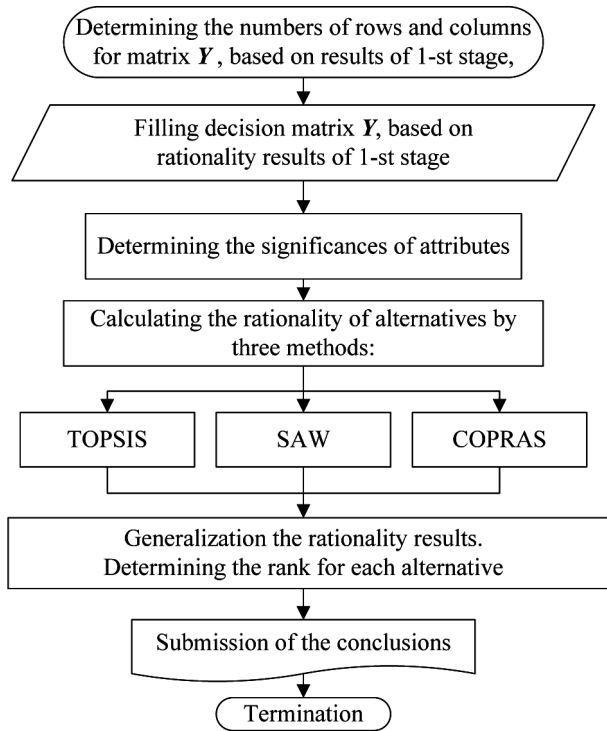 Determining the numbers of rows and columns
for matrix Y , based on results of 1-st stage,
Filling decision matrix Y, based on
rationality results of 1-st stage
Determining the significances of attributes
Calculating the rationality of alternatives by
three methods:
TOPSIS
SAW
COPRAS
Generalization the rationality results.
Determining the rank for each alternative
Submission of the conclusions
Termination